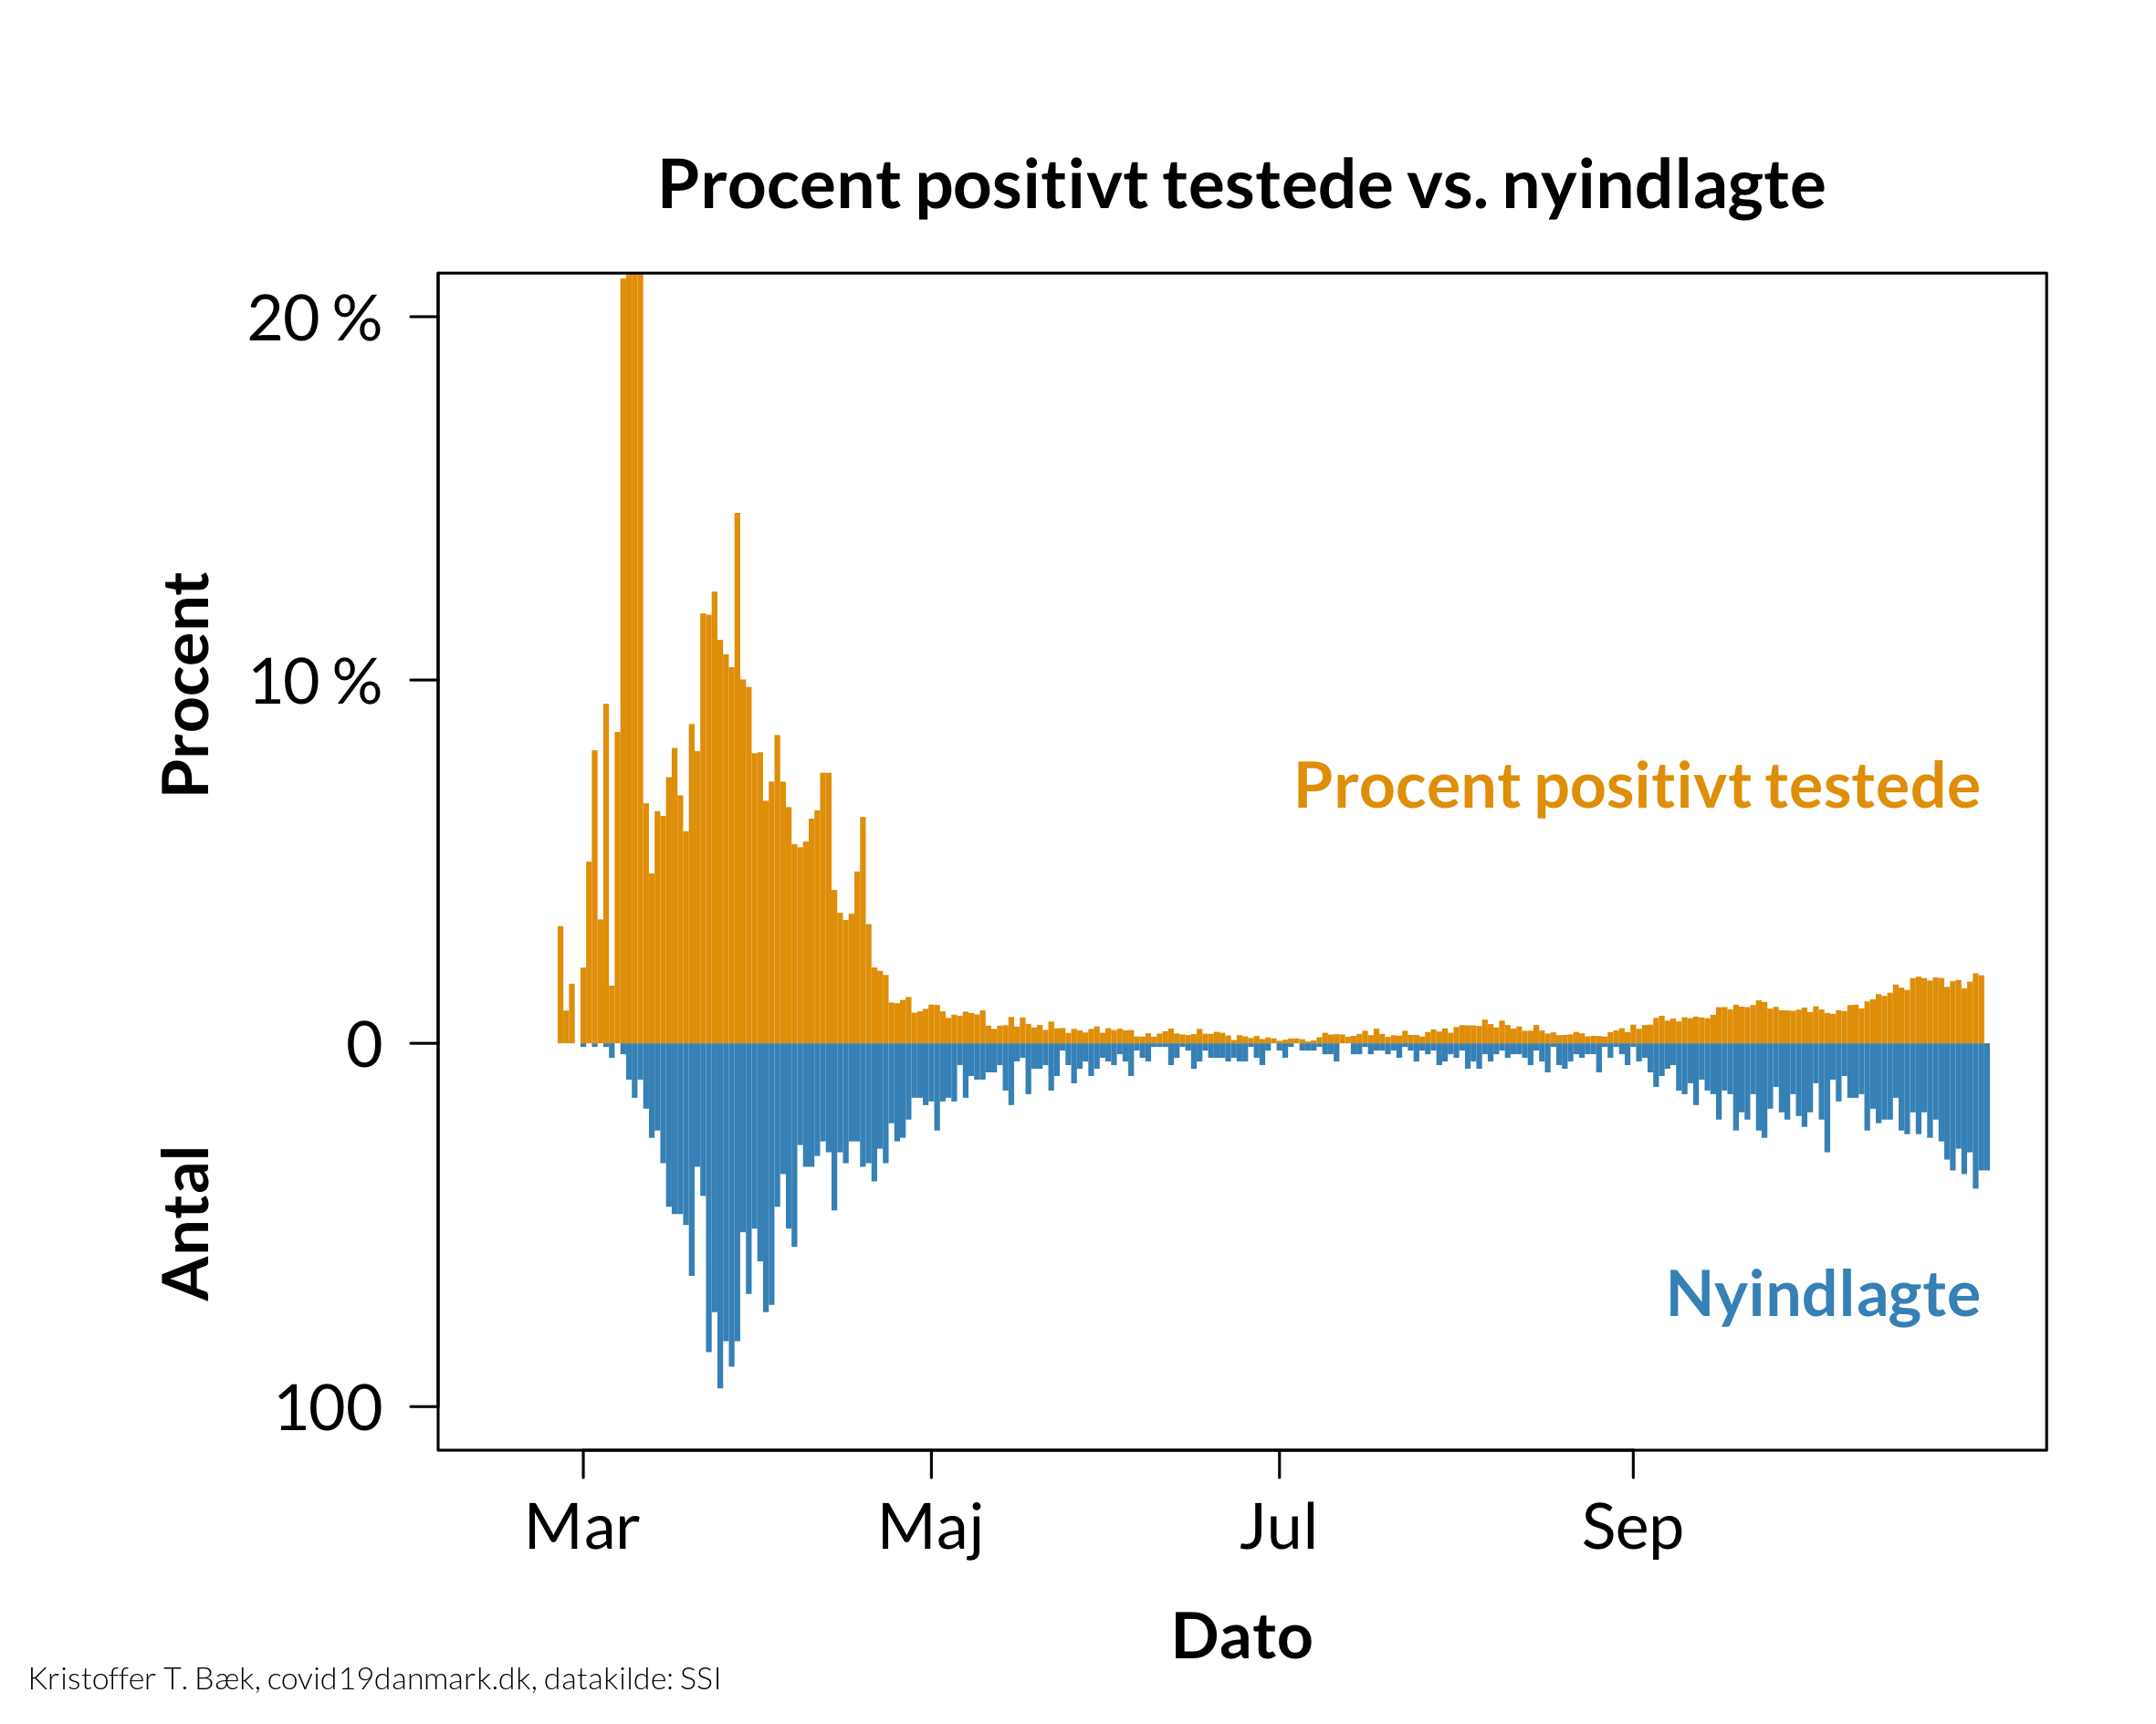 Procent positivt testede vs. nyindlagte
20 %
10 %
0
100
Procent
Antal
Procent positivt testede
Nyindlagte
Mar
Maj
Jul
Sep
Dato
Kristoffer T. Bæk, covid19danmark.dk, datakilde: SSI